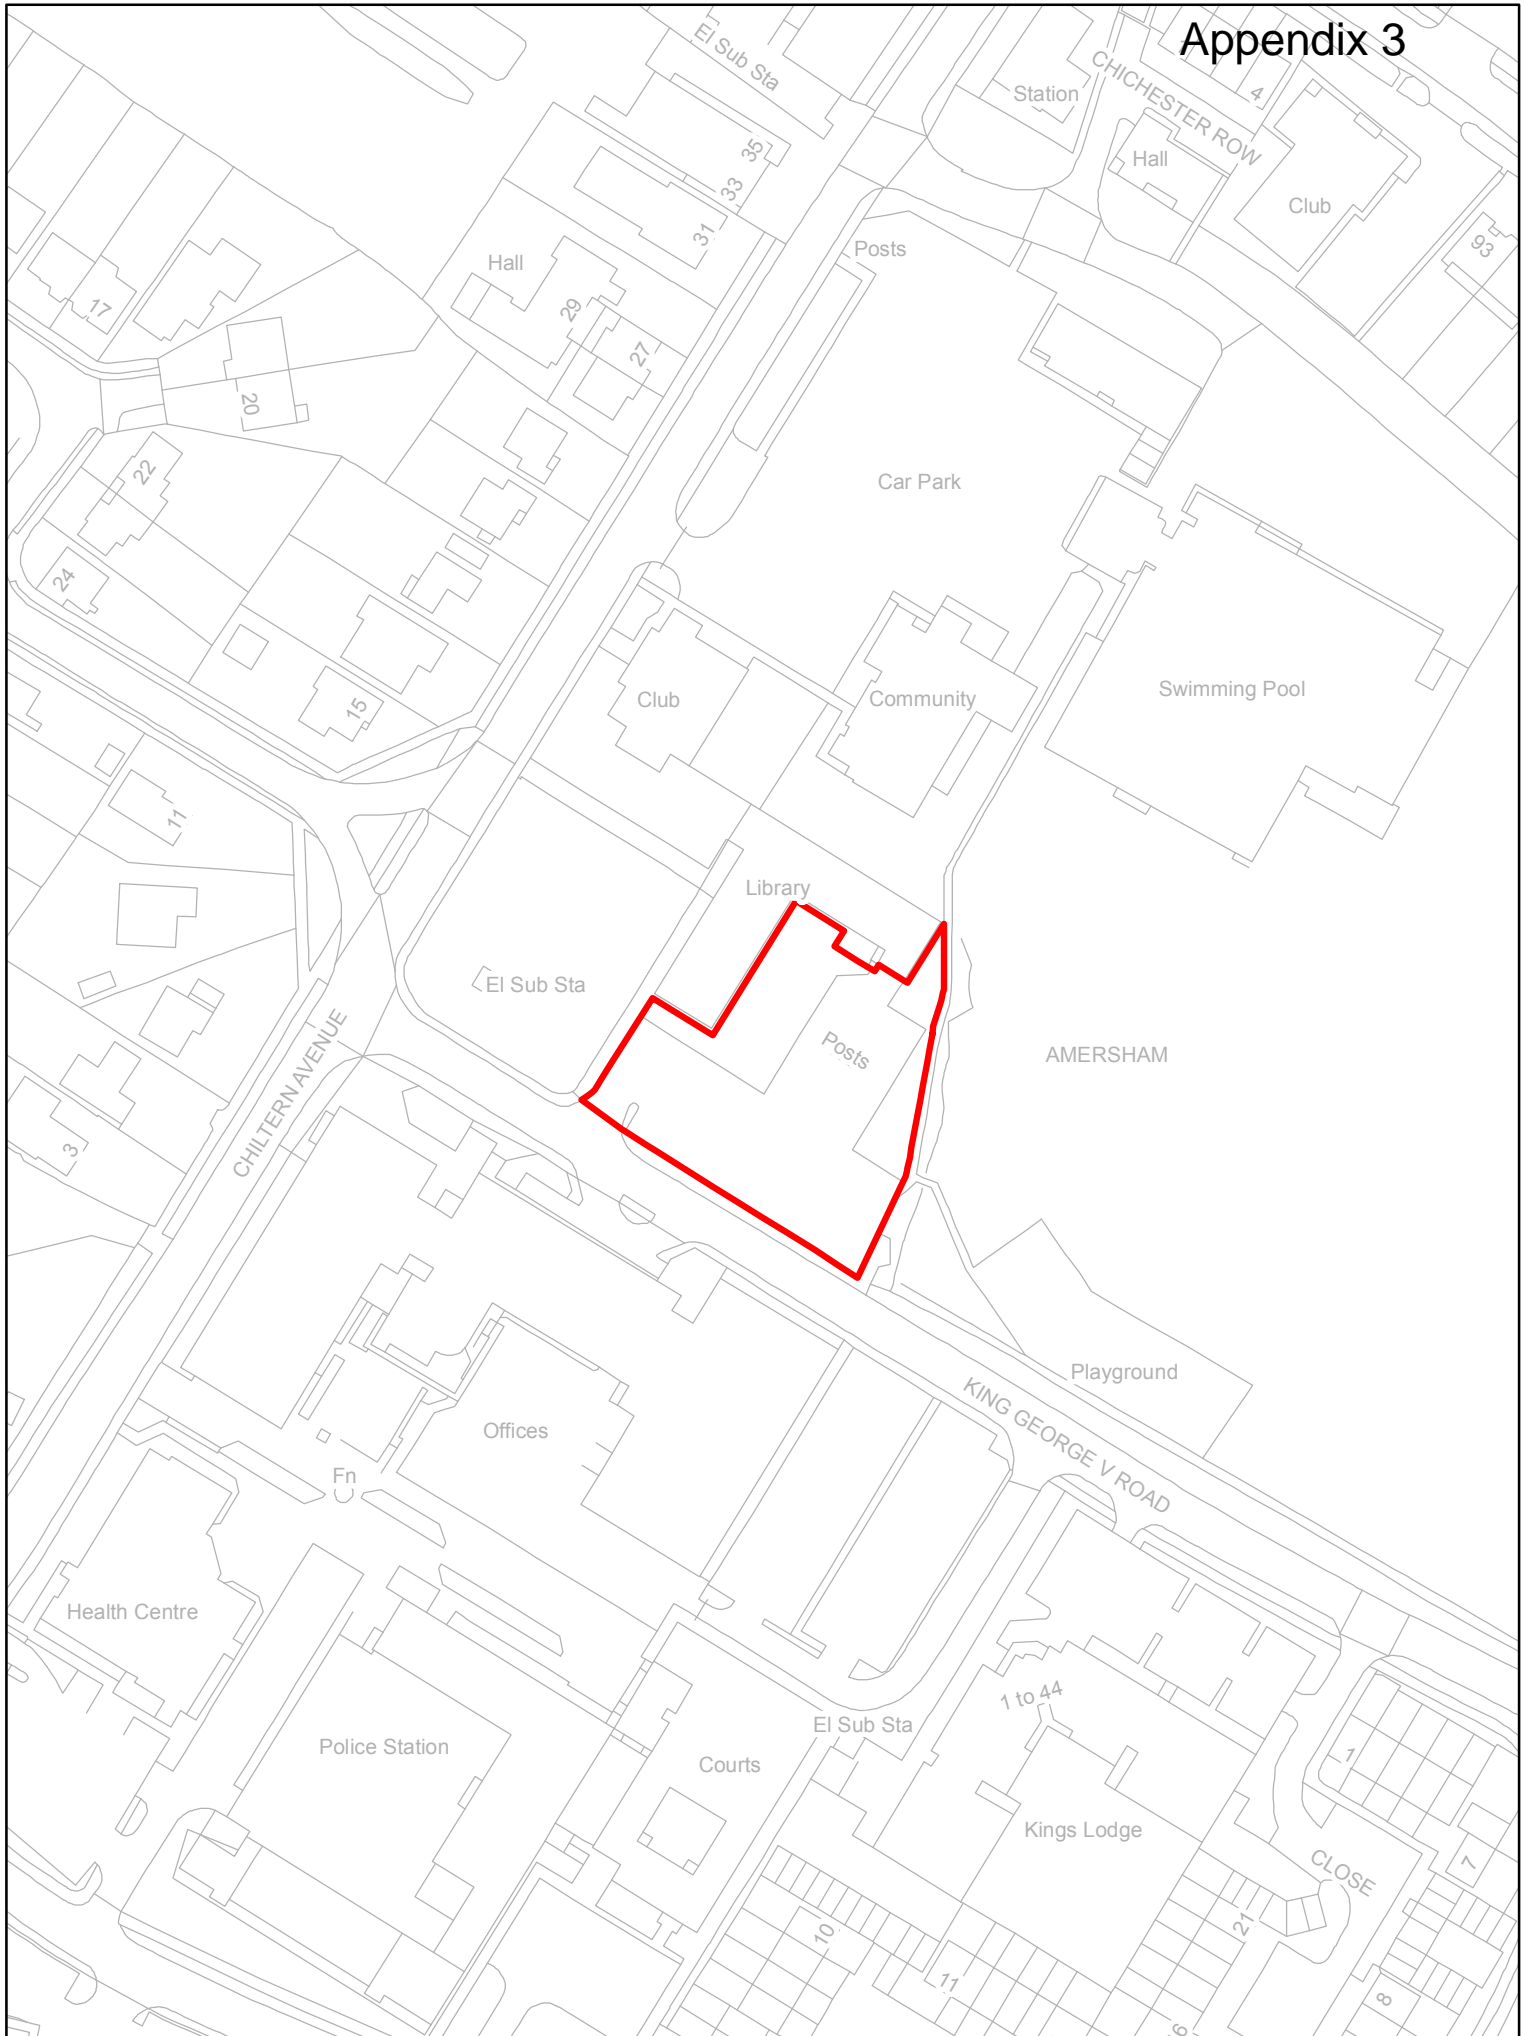 Appendix 3
El Sub Sta
Station
CHICHESTER ROW
4
Hall
Club
35
33
31
93
Posts
Hall
29
27
17
20
Car Park
22
24
Swimming Pool
Club
Community
15
11
Library
El Sub Sta
Posts
AMERSHAM
CHILTERN AVENUE
3
Playground
KING GEORGE V ROAD
Offices
Fn
Health Centre
1 to 44
El Sub Sta
Police Station
Courts
1
Kings Lodge
CLOSE
7
21
10
11
8
6